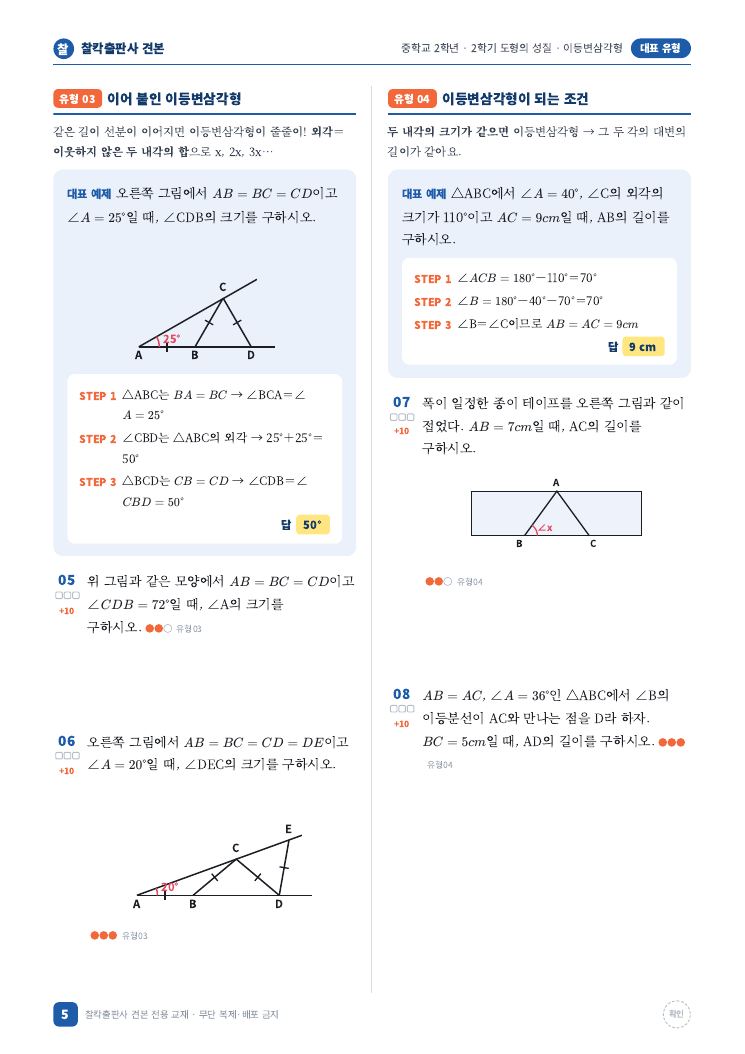 찰 찰칵출판사 견본
중학교 2학년 · 2학기 도형의 성질 · 이등변삼각형 대표 유형
유형 03 이어 붙인 이등변삼각형
같은 길이 선분이 이어지면 이등변삼각형이 줄줄이! 외각=
이웃하지 않은 두 내각의 합으로 x, 2x, 3x⋯
대표 예제 오른쪽 그림에서 AB = BC = CD이고
∠A = 25°일 때, ∠CDB의 크기를 구하시오.
C
25°
A B D
STEP 1 △ABC는 BA = BC → ∠BCA=∠
A = 25°
STEP 2 ∠CBD는 △ABC의 외각 → 25°+25°=
50°
STEP 3 △BCD는 CB = CD → ∠CDB=∠
CBD = 50°
답 50°
05 위 그림과 같은 모양에서 AB = BC = CD이고
∠CDB = 72°일 때, ∠A의 크기를
+10
구하시오. 유형03
06 오른쪽 그림에서 AB = BC = CD = DE이고
∠A = 20°일 때, ∠DEC의 크기를 구하시오.
+10
E
C
20°
A B D
유형03
유형 04 이등변삼각형이 되는 조건
두 내각의 크기가 같으면 이등변삼각형 → 그 두 각의 대변의
길이가 같아요.
대표 예제 △ABC에서 ∠A = 40°, ∠C의 외각의
크기가 110°이고 AC = 9cm일 때, AB의 길이를
구하시오.
STEP 1 ∠ACB = 180°−110°=70°
STEP 2 ∠B = 180°−40°−70°=70°
STEP 3 ∠B=∠C이므로 AB = AC = 9cm
답 9 cm
07 폭이 일정한 종이 테이프를 오른쪽 그림과 같이
접었다. AB = 7cm일 때, AC의 길이를
+10
구하시오.
A
∠x
B C
유형04
08 AB = AC, ∠A = 36°인 △ABC에서 ∠B의
이등분선이 AC와 만나는 점을 D라 하자.
+10
BC = 5cm일 때, AD의 길이를 구하시오.
유형04
5 찰칵출판사 견본 전용 교재 · 무단 복제·배포 금지
확인